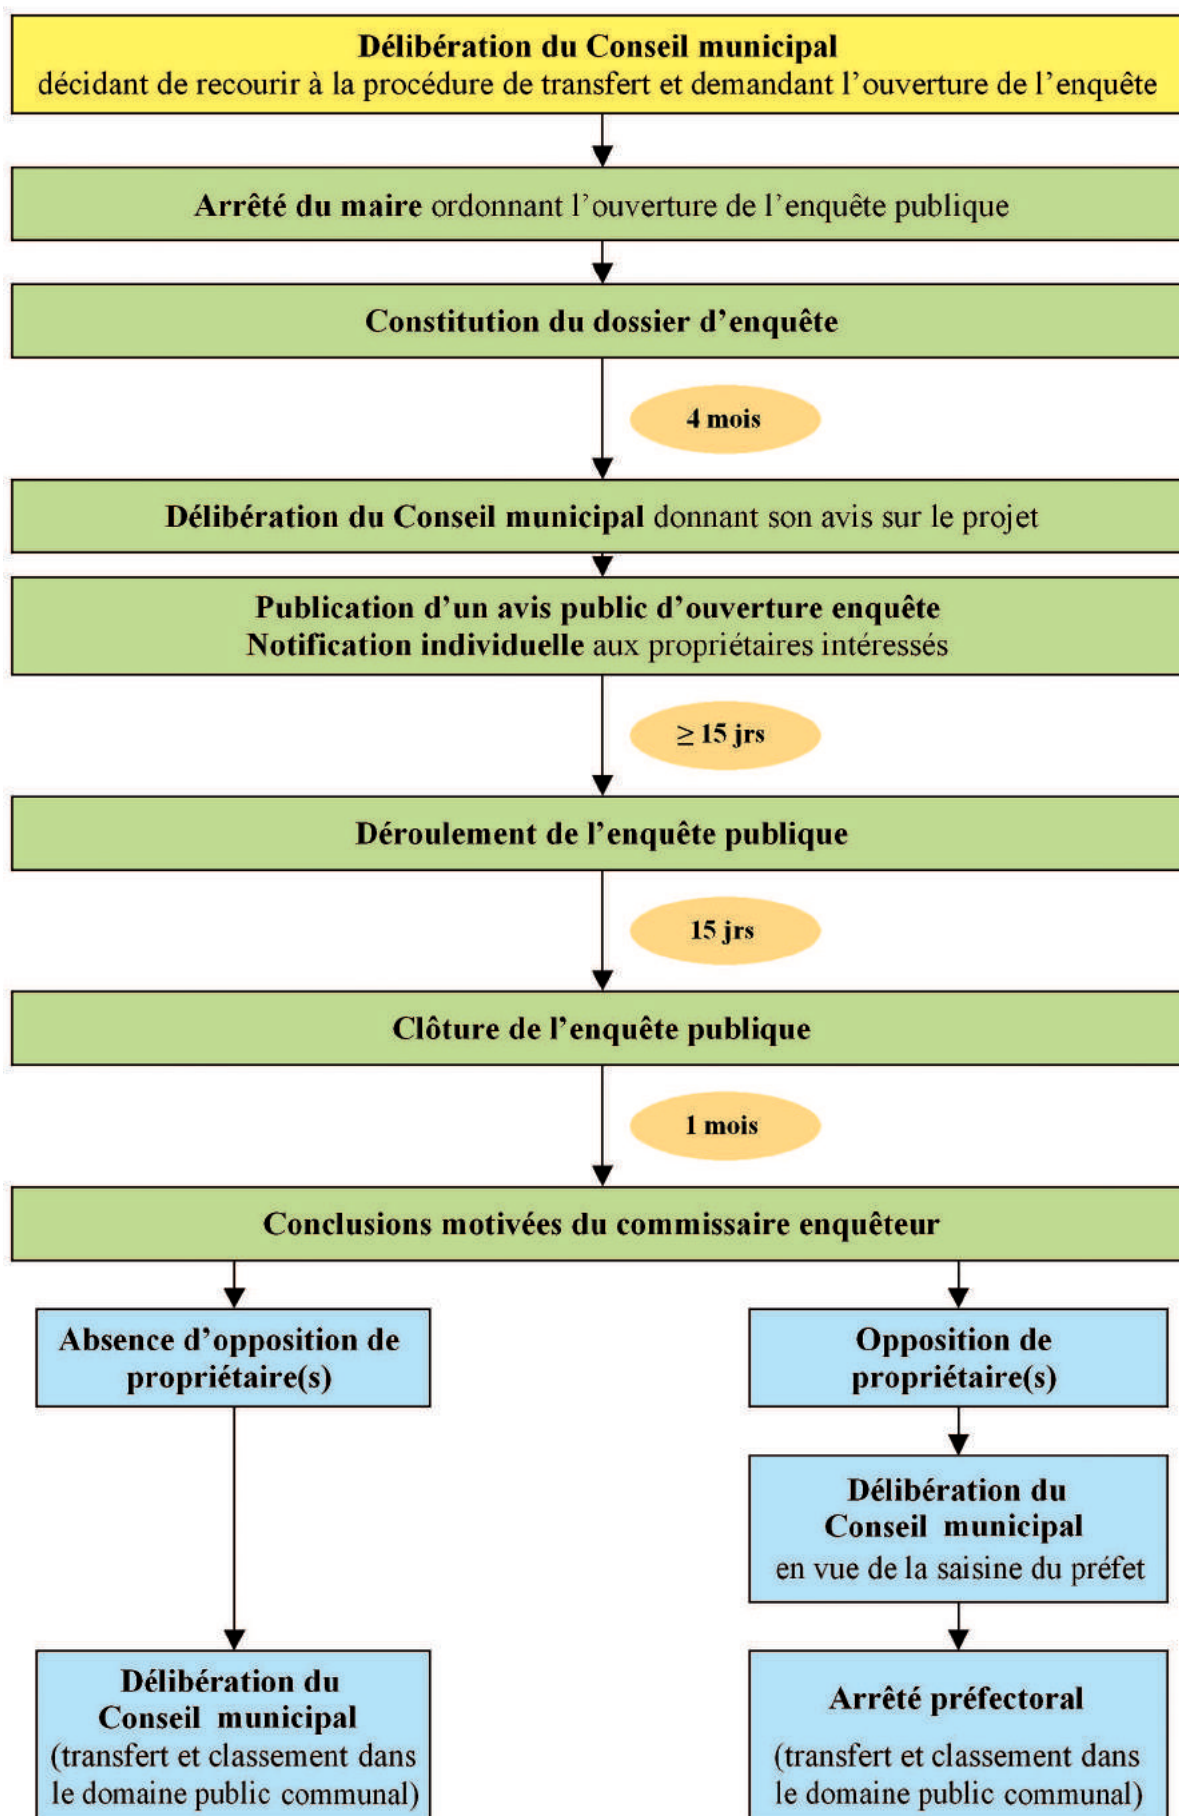 Délibération du Conseil municipal
décidant de recourir à la procédure de transfert et demandant l’ouverture de l’enquête
Arrêté du maire ordonnant l’ouverture de l’enquête publique
Constitution du dossier d’enquête
4 mois
Délibération du Conseil municipal donnant son avis sur le projet
Publication d’un avis public d’ouverture enquête
Notification individuelle aux propriétaires intéressés
≥ 15 jrs
Déroulement de l’enquête publique
15 jrs
Clôture de l’enquête publique
1 mois
Conclusions motivées du commissaire enquêteur
Absence d’opposition de
propriétaire(s)
Opposition de
propriétaire(s)
Délibération du
Conseil municipal
en vue de la saisine du préfet
Délibération du
Conseil municipal
(transfert et classement dans
le domaine public communal)
Arrêté préfectoral
(transfert et classement dans
le domaine public communal)